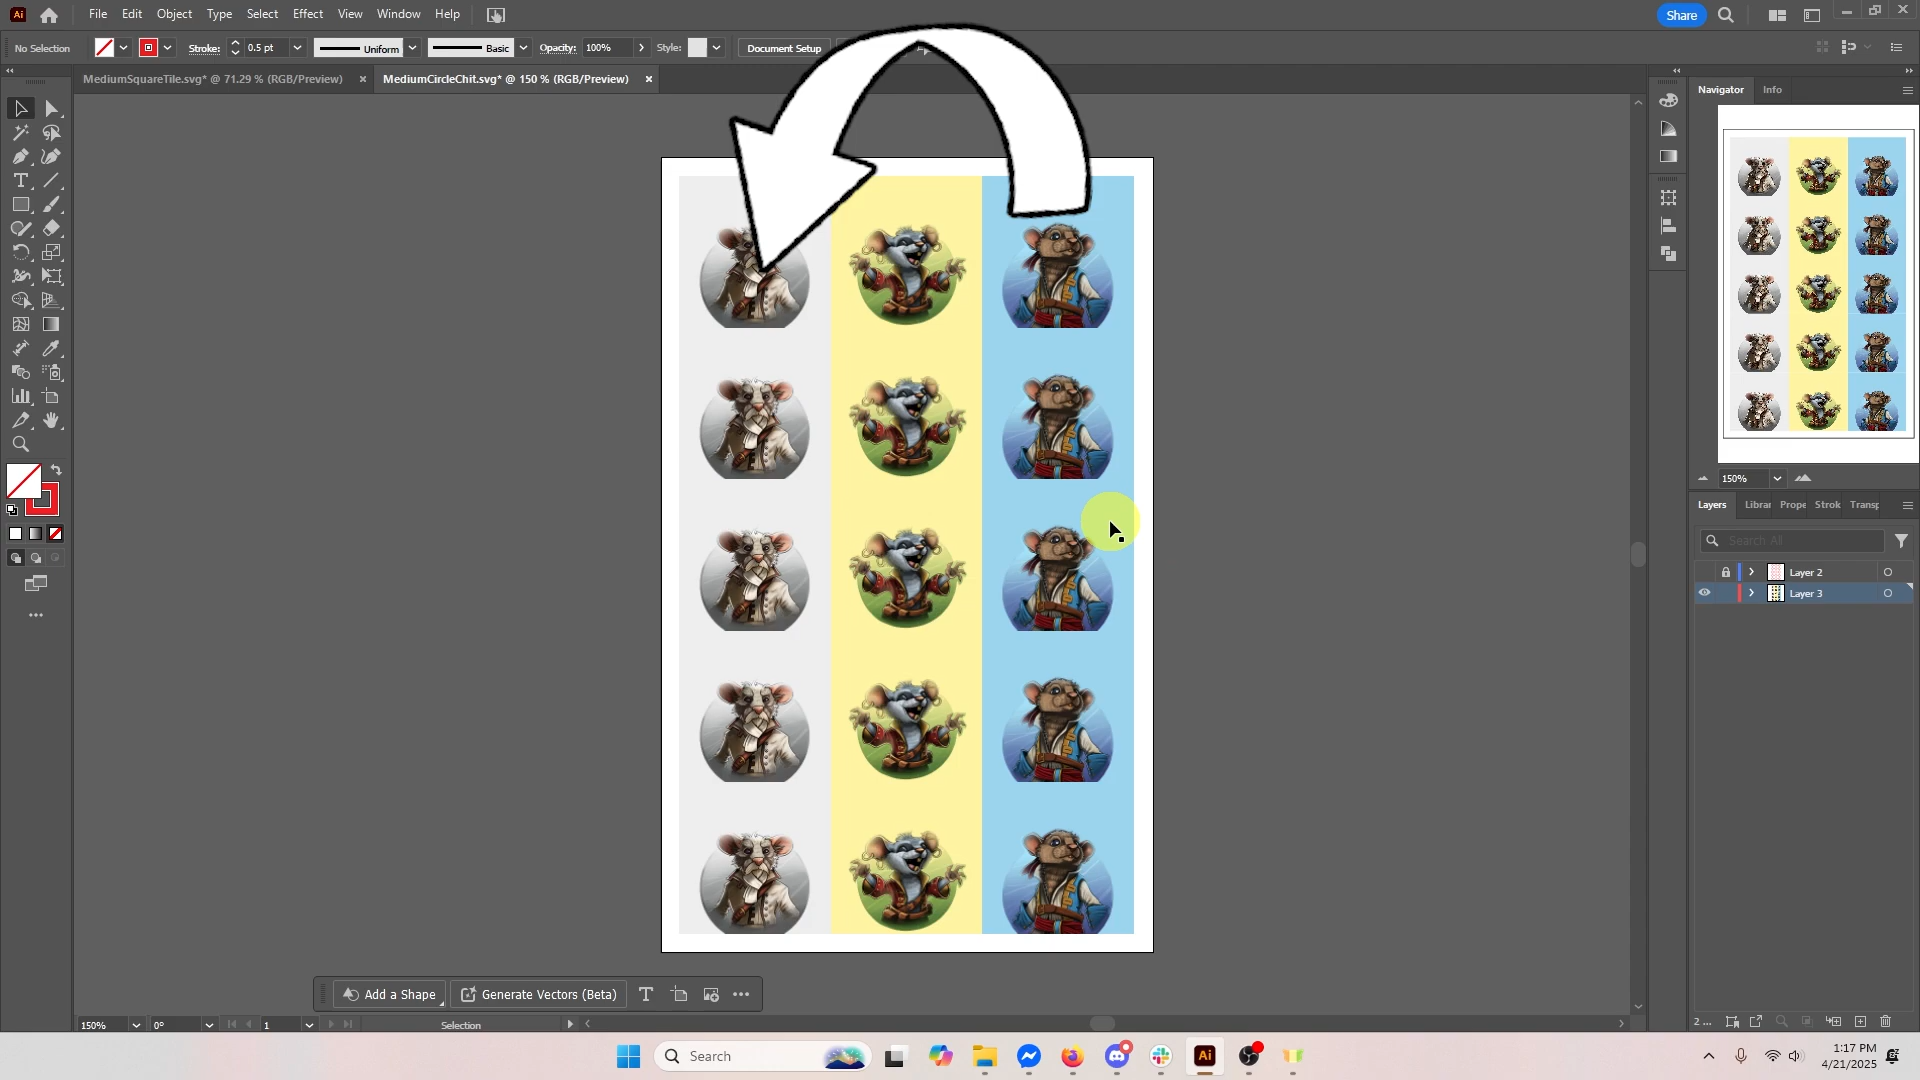 Ai File Edit Object Type Select Effect View Window Help Share
No Selection Stroke: 0.5 pt Uniform Basic Opacity: 100% Style: Document Setup
MediumSquareTile.svg* @ 71.29 % (RGB/Preview) × MediumCircleChit.svg* @ 150 % (RGB/Preview) ×
Navigator Info
150%
Layers Librar Prope Strok Transp
Search All
Layer 2
Layer 3
Add a Shape Generate Vectors (Beta)
150% 0° 1 Selection
2 ...
Search
Ai
1:17 PM
4/21/2025